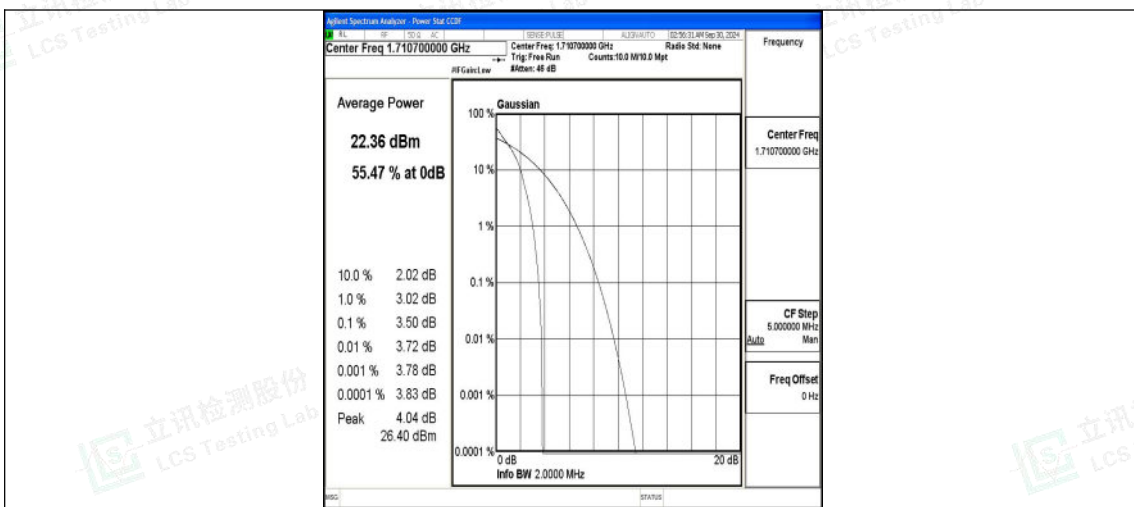 Agilent Spectrum Analyzer - Power Stat CCDF
RL RF 50 Ω AC SENSE:PULSE ALIGNAUTO 02:56:31 AM Sep 30, 2024
Center Freq 1.710700000 GHz
Center Freq: 1.710700000 GHz Radio Std: None
Trig: Free Run Counts:10.0 M/10.0 Mpt
#IFGain:Low #Atten: 46 dB
Frequency
Average Power
22.36 dBm
55.47 % at 0dB
10.0 % 2.02 dB
1.0 % 3.02 dB
0.1 % 3.50 dB
0.01 % 3.72 dB
0.001 % 3.78 dB
0.0001 % 3.83 dB
Peak 4.04 dB
26.40 dBm
Gaussian
100 %
10 %
1 %
0.1 %
0.01 %
0.001 %
0.0001 %
0 dB 20 dB
Info BW 2.0000 MHz
Center Freq
1.710700000 GHz
CF Step
5.000000 MHz
Auto Man
Freq Offset
0 Hz
MSG STATUS
LCS Testing Lab
立讯检测股份
LCS Testing Lab
立讯
LCS